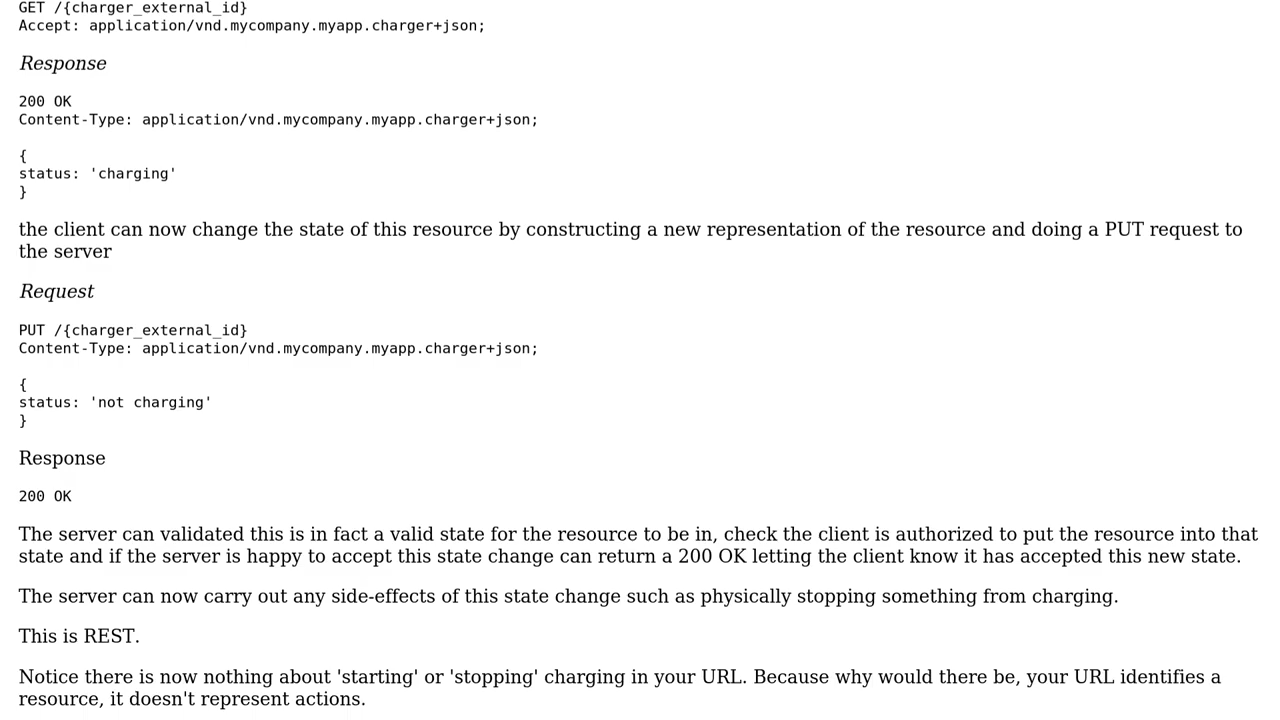 GET /{charger_external_id}
Accept: application/vnd.mycompany.myapp.charger+json;
Response
200 OK
Content-Type: application/vnd.mycompany.myapp.charger+json;
{
status: 'charging'
}
the client can now change the state of this resource by constructing a new representation of the resource and doing a PUT request to
the server
Request
PUT /{charger_external_id}
Content-Type: application/vnd.mycompany.myapp.charger+json;
{
status: 'not charging'
}
Response
200 OK
The server can validated this is in fact a valid state for the resource to be in, check the client is authorized to put the resource into that
state and if the server is happy to accept this state change can return a 200 OK letting the client know it has accepted this new state.
The server can now carry out any side-effects of this state change such as physically stopping something from charging.
This is REST.
Notice there is now nothing about 'starting' or 'stopping' charging in your URL. Because why would there be, your URL identifies a
resource, it doesn't represent actions.